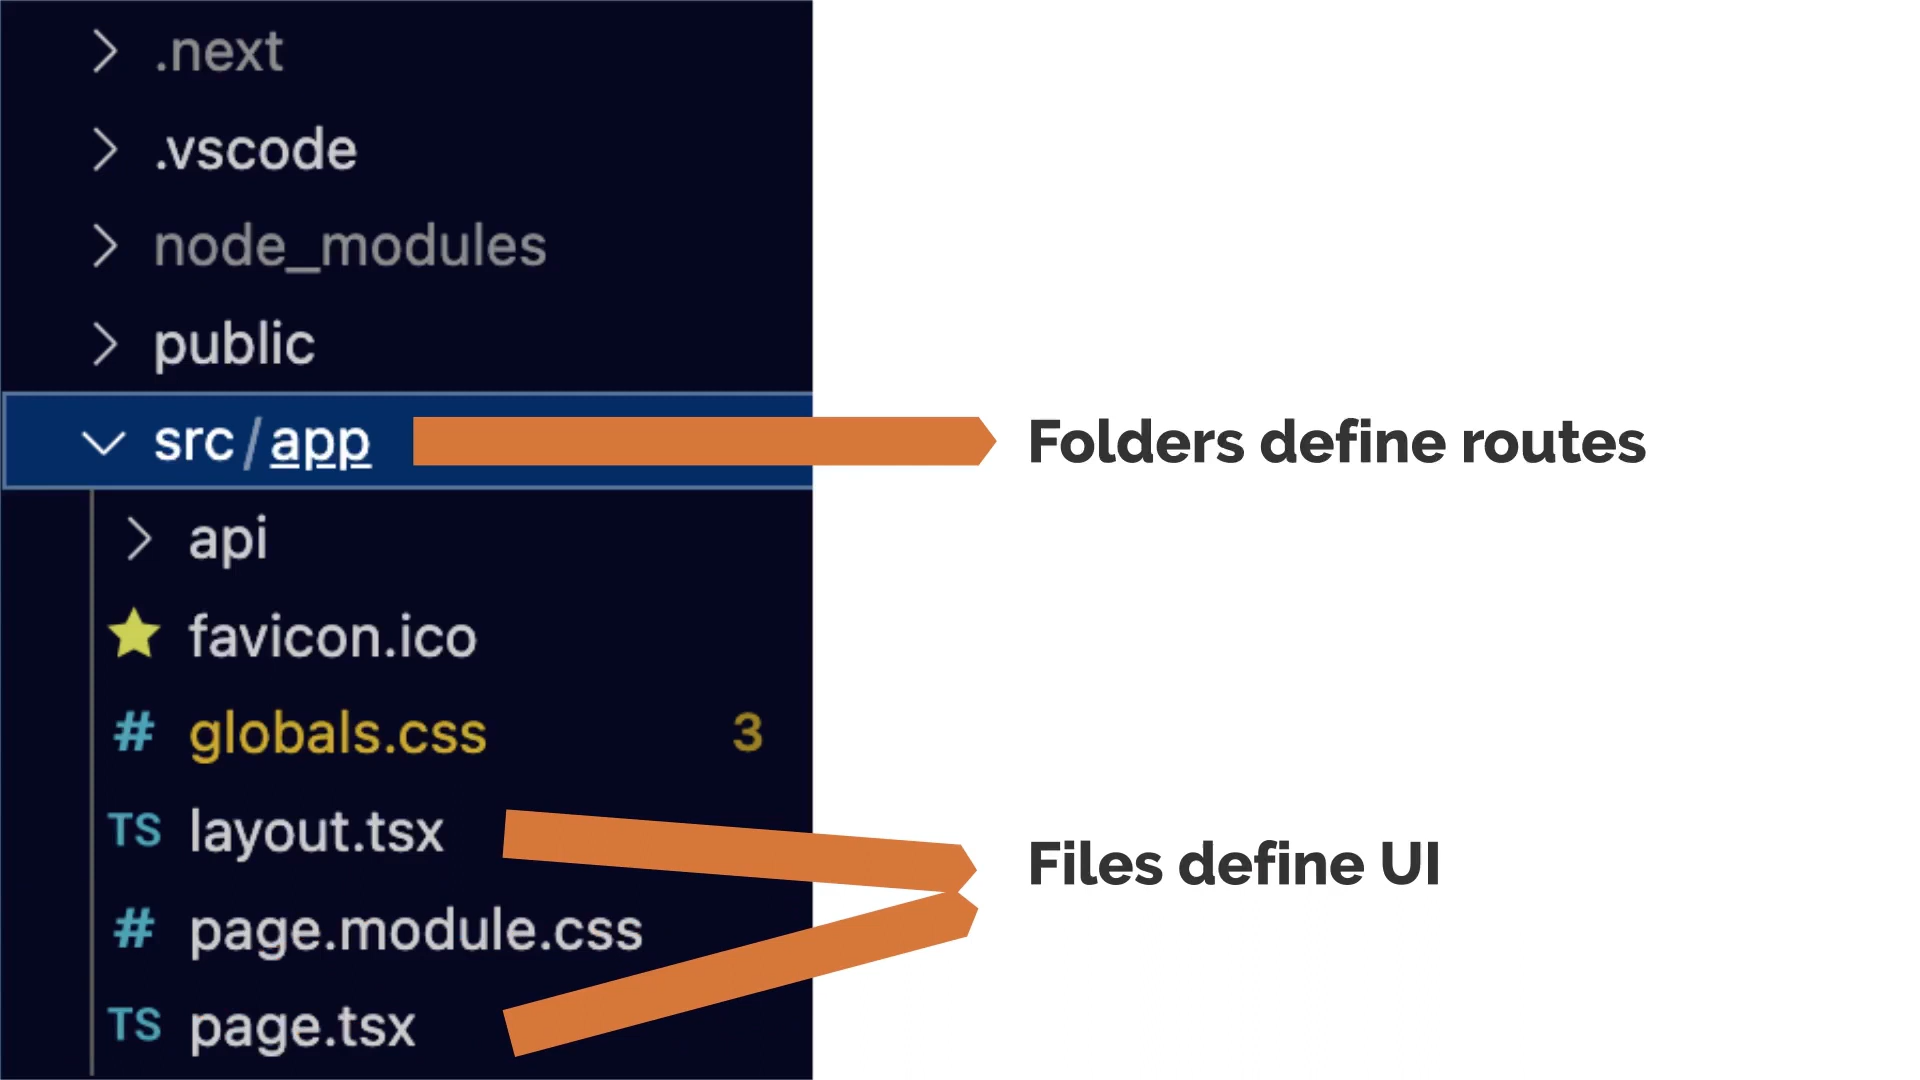 .next
.vscode
node_modules
public
src/app
Folders define routes
api
favicon.ico
# globals.css 3
TS layout.tsx
Files define UI
# page.module.css
TS page.tsx